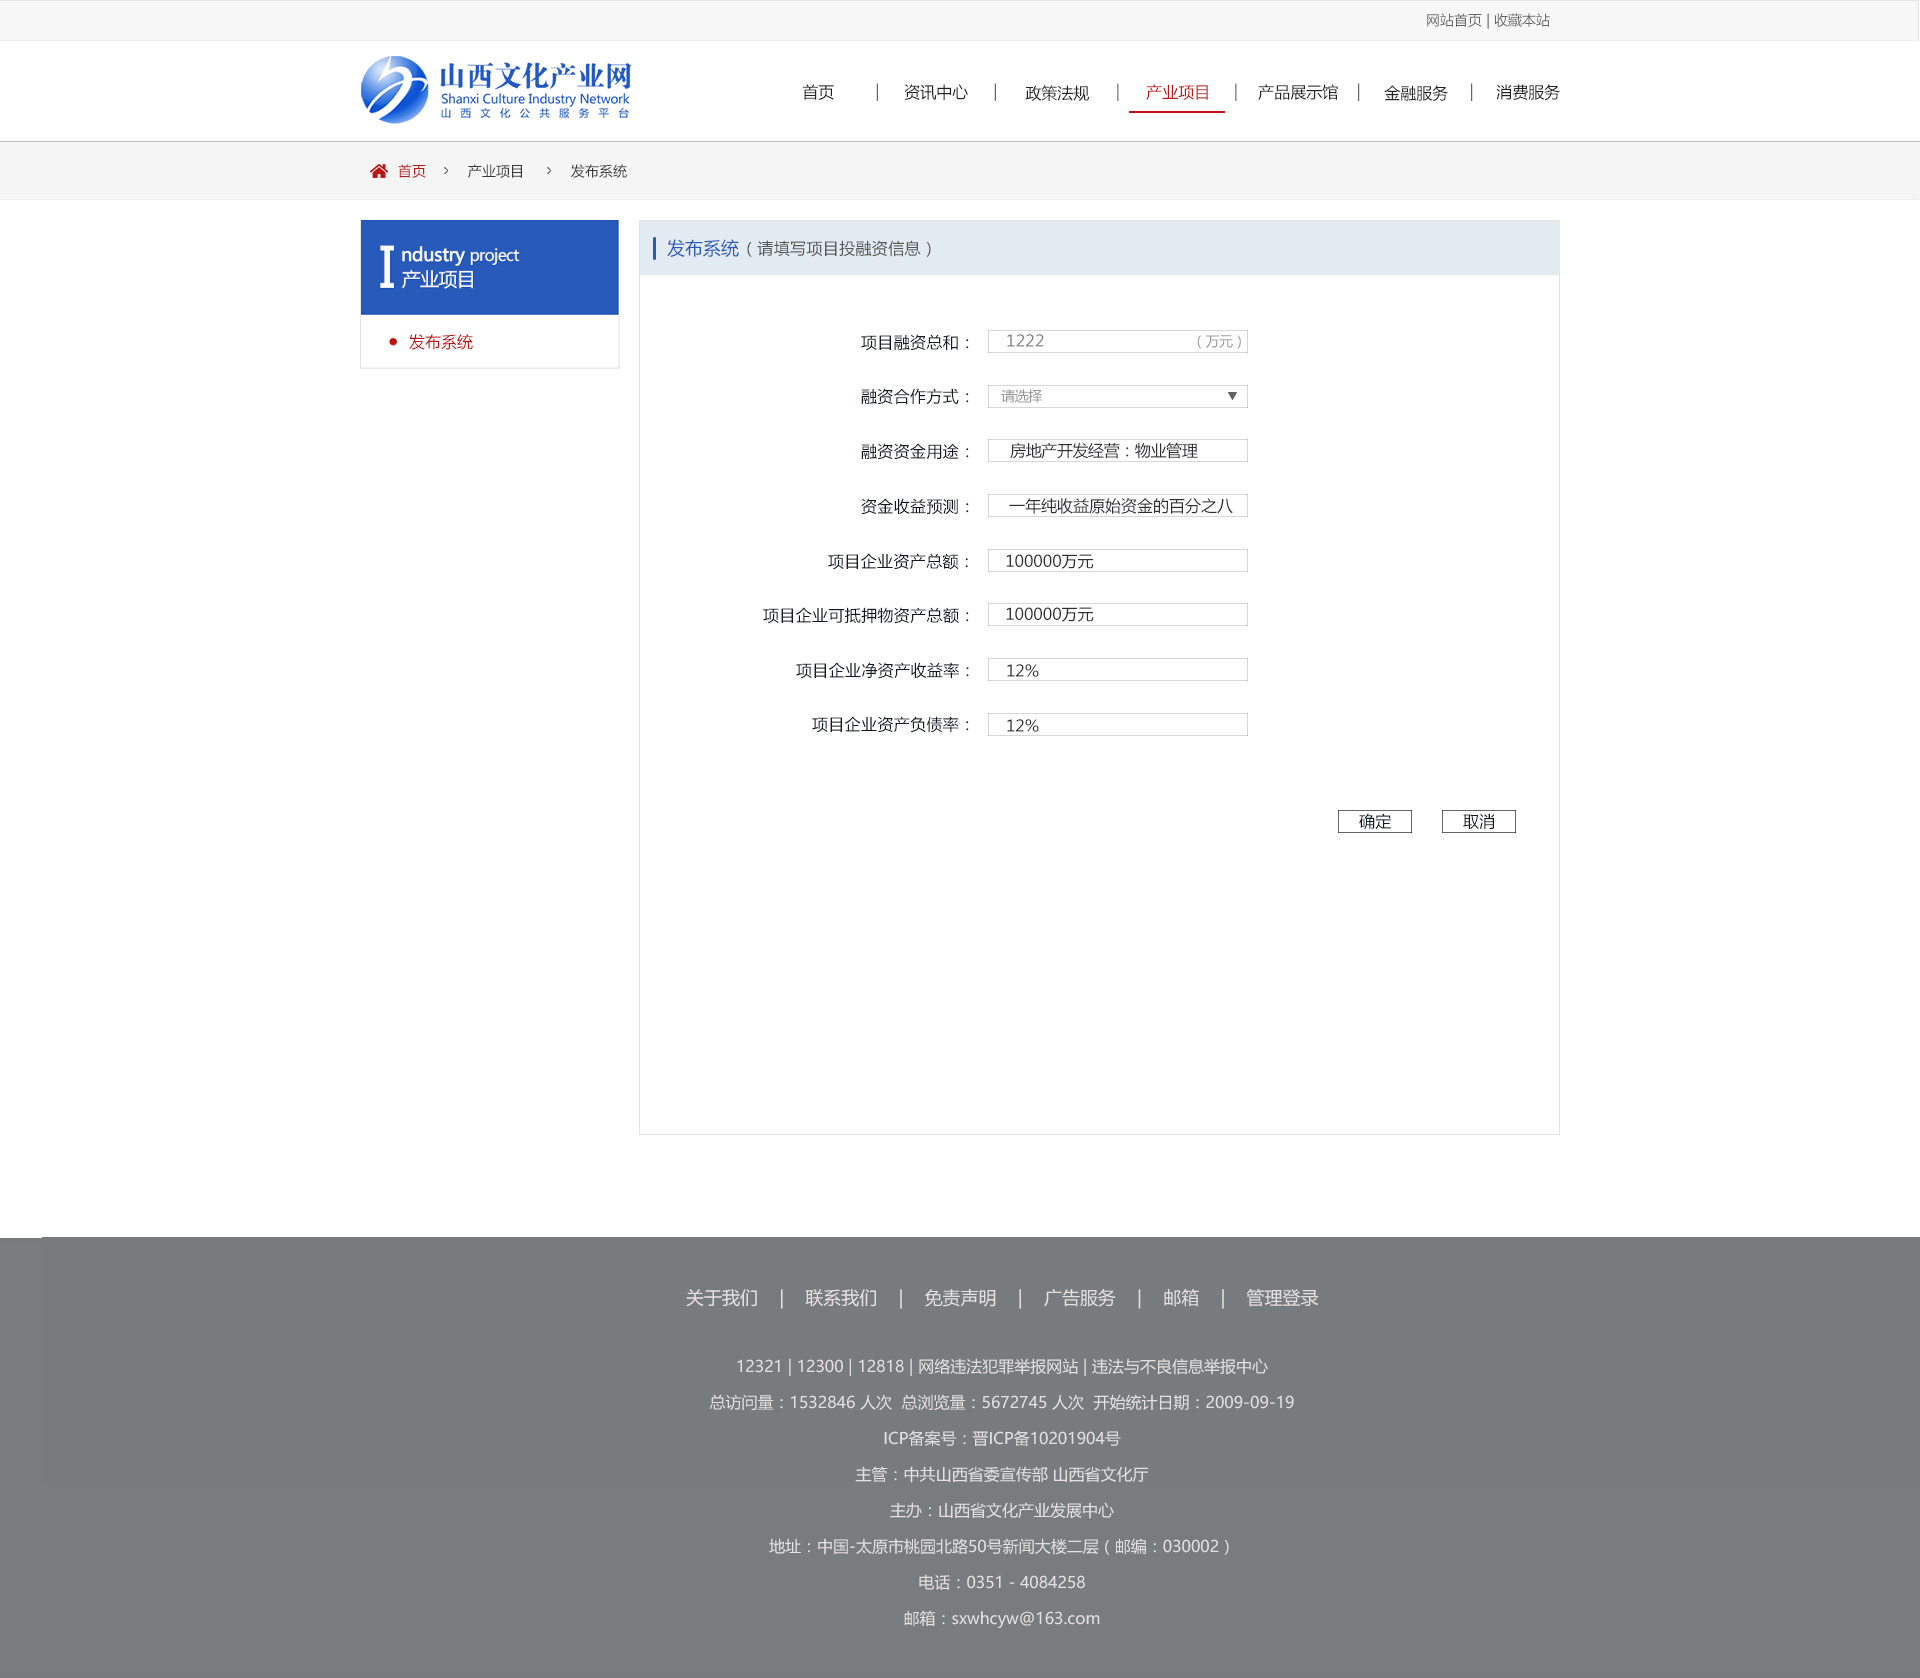 网站首页 | 收藏本站
山西文化产业网
Shanxi Culture Industry Network
山西文化公共服务平台
首页 | 资讯中心 | 政策法规 | 产业项目 | 产品展示馆 | 金融服务 | 消费服务
首页 › 产业项目 › 发布系统
Industry project
产业项目
发布系统
发布系统（请填写项目投融资信息）
项目融资总和： 1222 （万元）
融资合作方式： 请选择 ▼
融资资金用途： 房地产开发经营：物业管理
资金收益预测： 一年纯收益原始资金的百分之八
项目企业资产总额： 100000万元
项目企业可抵押物资产总额： 100000万元
项目企业净资产收益率： 12%
项目企业资产负债率： 12%
确定 取消
关于我们 | 联系我们 | 免责声明 | 广告服务 | 邮箱 | 管理登录
12321 | 12300 | 12818 | 网络违法犯罪举报网站 | 违法与不良信息举报中心
总访问量：1532846 人次 总浏览量：5672745 人次 开始统计日期：2009-09-19
ICP备案号：晋ICP备10201904号
主管：中共山西省委宣传部 山西省文化厅
主办：山西省文化产业发展中心
地址：中国-太原市桃园北路50号新闻大楼二层（邮编：030002）
电话：0351 - 4084258
邮箱：sxwhcyw@163.com